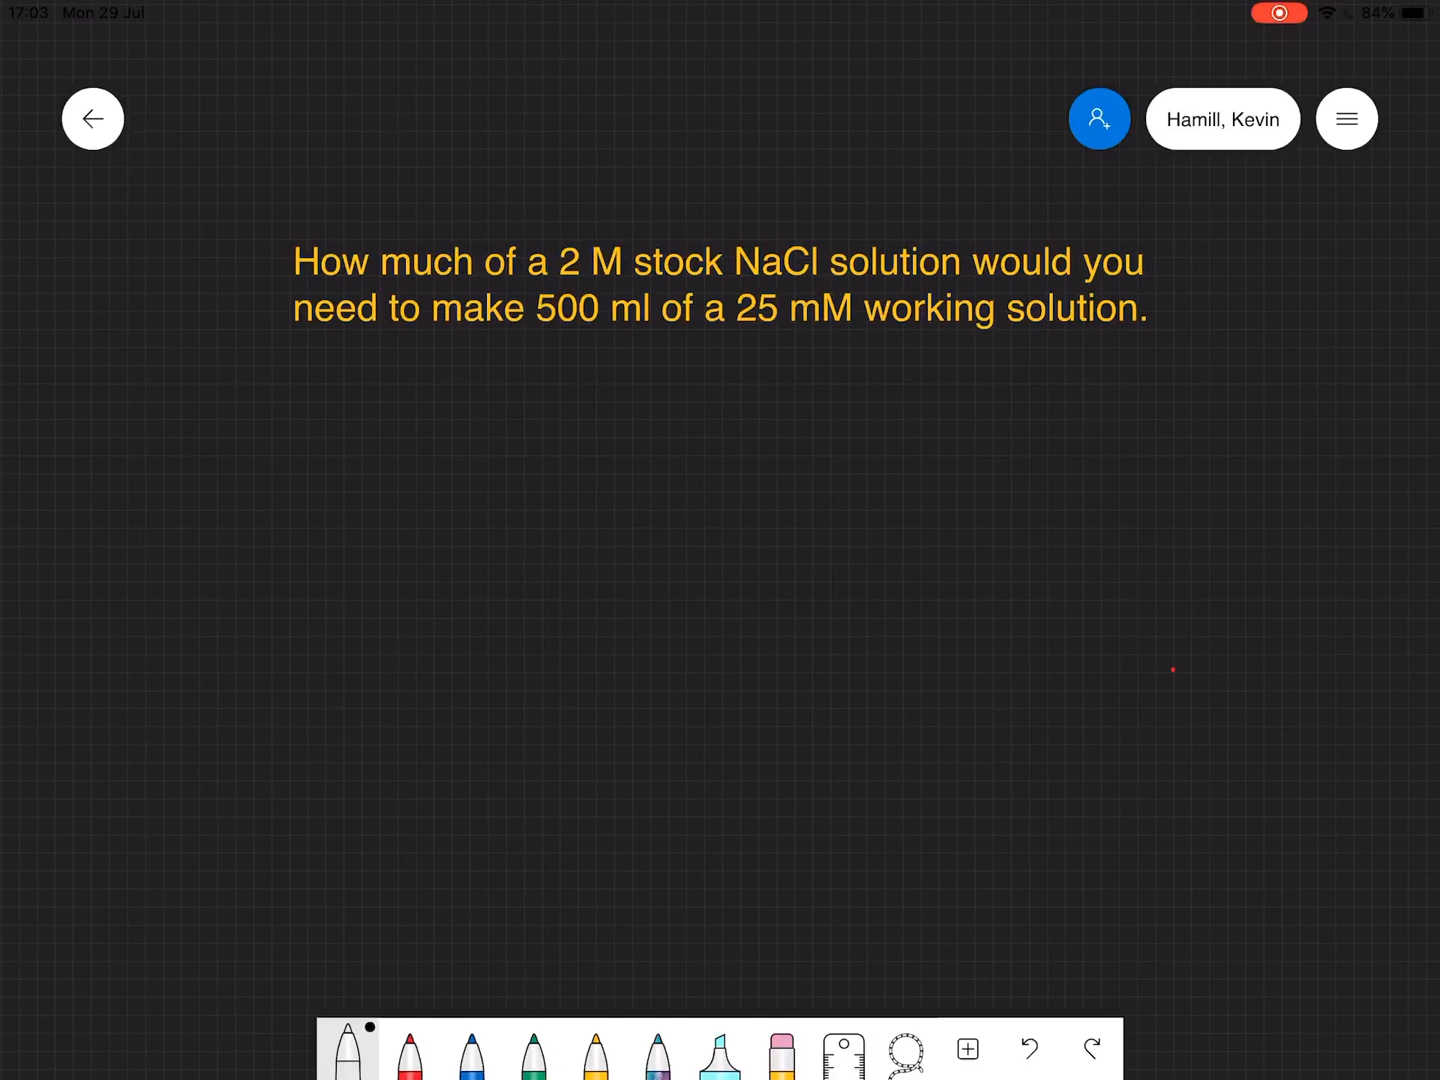 17:03 Mon 29 Jul
84%
Hamill, Kevin
How much of a 2 M stock NaCl solution would you
need to make 500 ml of a 25 mM working solution.